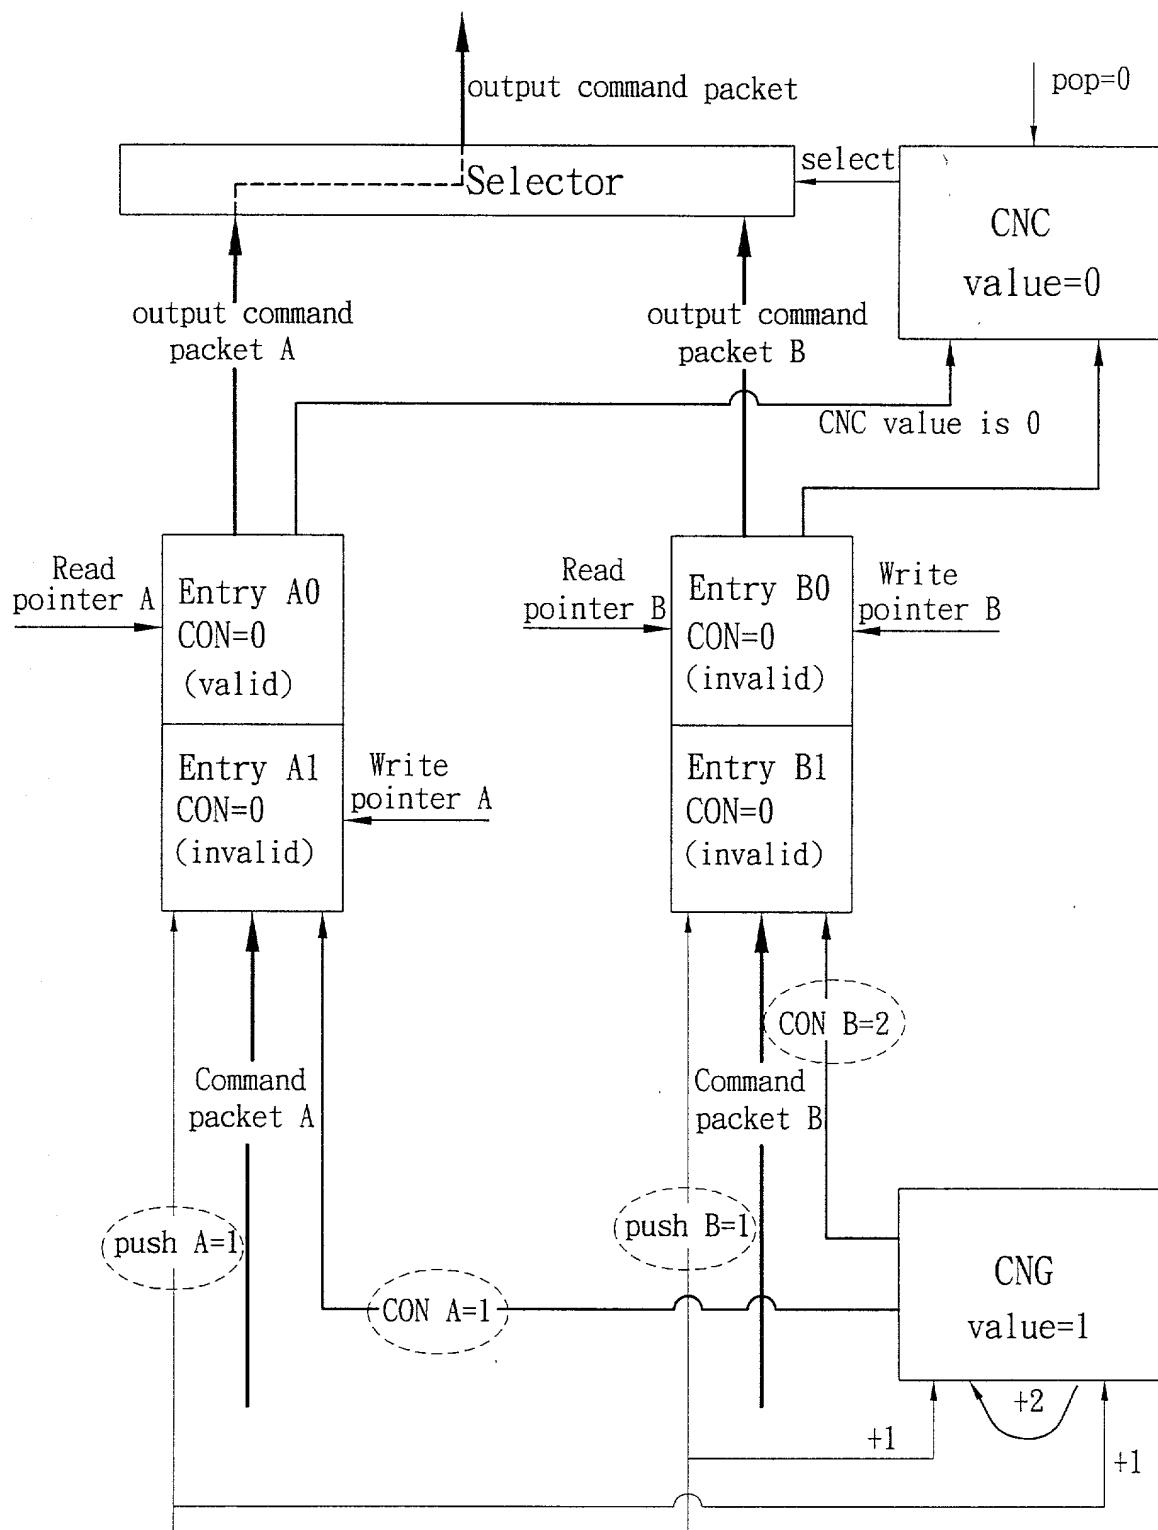 output command packet
pop=0
select
Selector
CNC
value=0
output command
packet A
output command
packet B
CNC value is 0
Read
pointer A
Entry A0
CON=0
(valid)
Read
pointer B
Entry B0
CON=0
(invalid)
Write
pointer B
Entry A1
CON=0
(invalid)
Write
pointer A
Entry B1
CON=0
(invalid)
CON B=2
Command
packet A
Command
packet B
push A=1
push B=1
CON A=1
CNG
value=1
+2
+1
+1